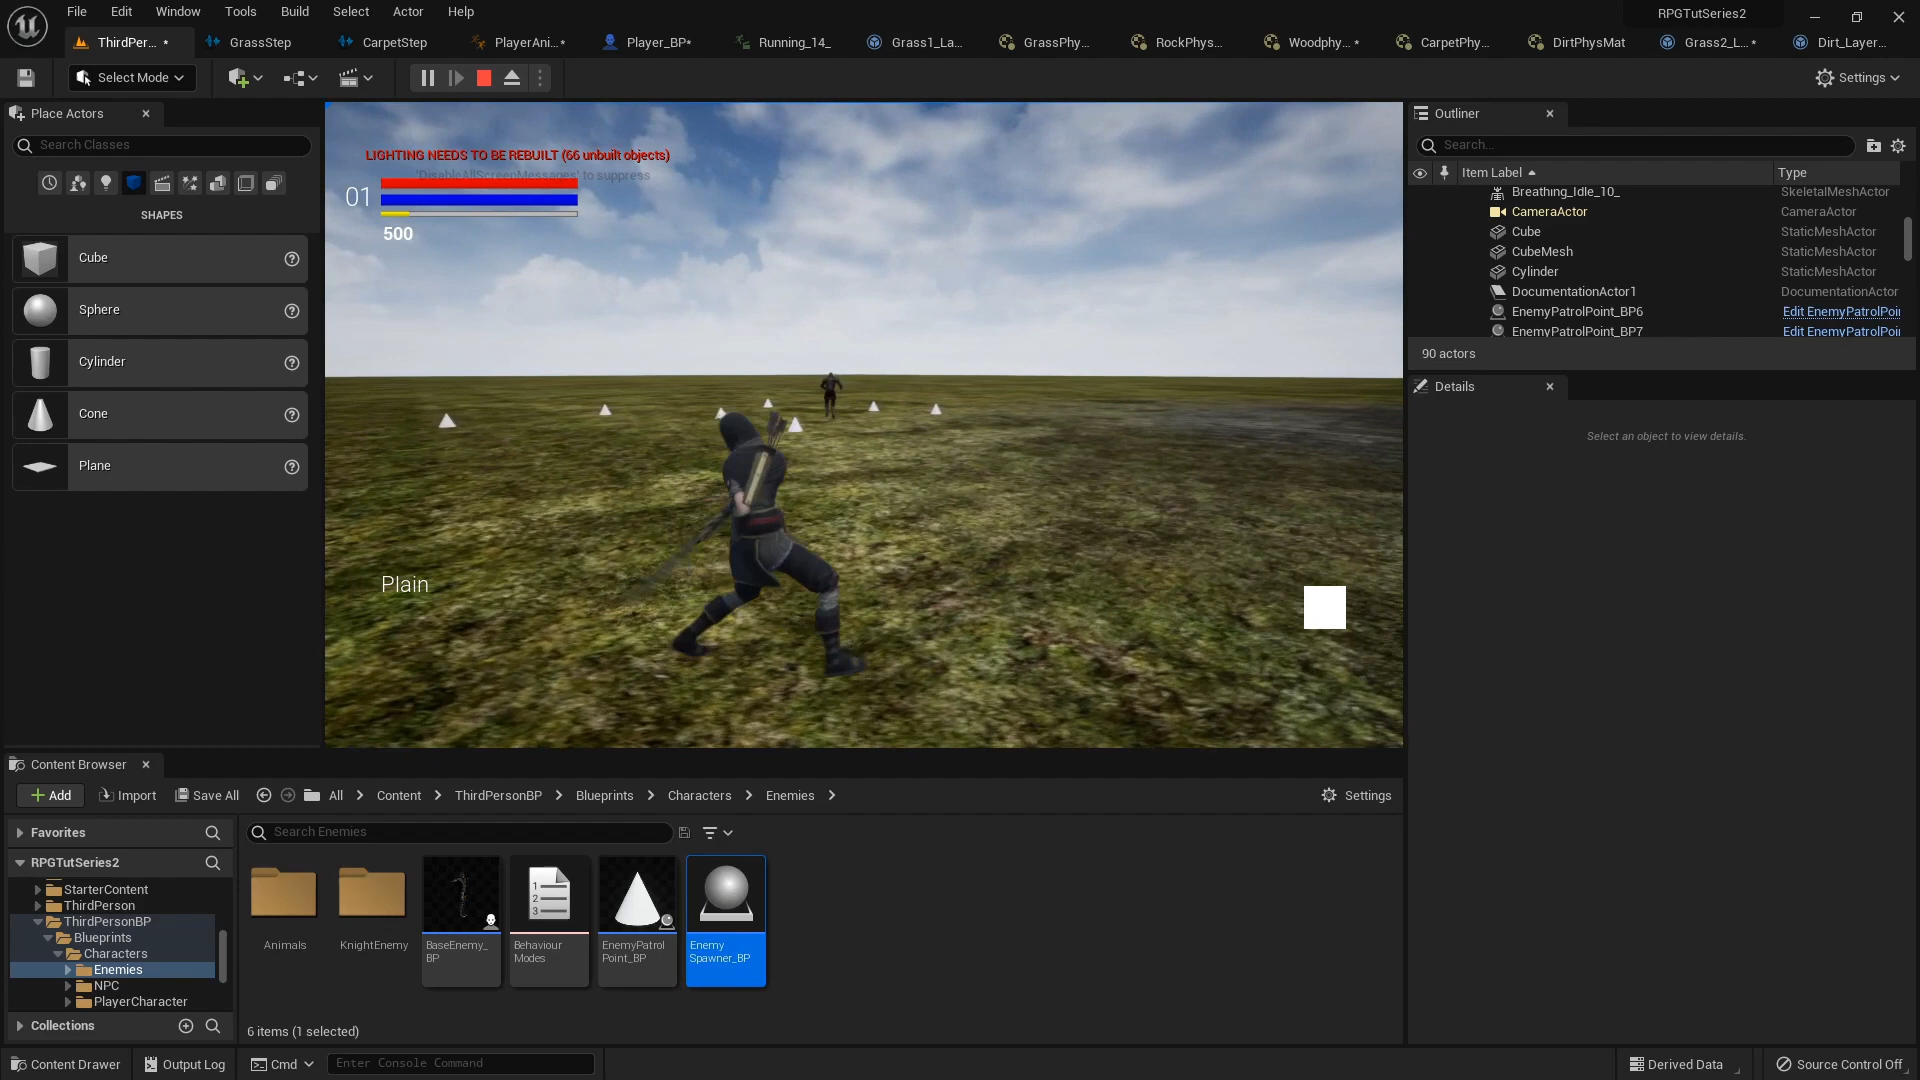 File Edit Window Tools Build Select Actor Help
RPGTutSeries2
ThirdPer... *
GrassStep
CarpetStep
PlayerAni...*
Player_BP*
Running_14_
Grass1_La...
GrassPhy...
RockPhys...
Woodphy... *
CarpetPhy...
DirtPhysMat
Grass2_L... *
Dirt_Layer...
Select Mode
Settings
Place Actors
Search Classes
SHAPES
Cube
Sphere
Cylinder
Cone
Plane
LIGHTING NEEDS TO BE REBUILT (66 unbuilt objects)
'DisableAllScreenMessages' to suppress
01
500
Plain
Outliner
Search...
Item Label Type
Breathing_Idle_10_ SkeletalMeshActor
CameraActor CameraActor
Cube StaticMeshActor
CubeMesh StaticMeshActor
Cylinder StaticMeshActor
DocumentationActor1 DocumentationActor
EnemyPatrolPoint_BP6 Edit EnemyPatrolPoi
EnemyPatrolPoint_BP7 Edit EnemyPatrolPoi
90 actors
Details
Select an object to view details.
Content Browser
Add Import Save All All Content ThirdPersonBP Blueprints Characters Enemies Settings
Favorites
RPGTutSeries2
StarterContent
ThirdPerson
ThirdPersonBP
Blueprints
Characters
Enemies
NPC
PlayerCharacter
Collections
Search Enemies
1
2
3
Animals
KnightEnemy
BaseEnemy_
BP
Behaviour
Modes
EnemyPatrol
Point_BP
Enemy
Spawner_BP
6 items (1 selected)
Content Drawer Output Log Cmd Enter Console Command Derived Data Source Control Off